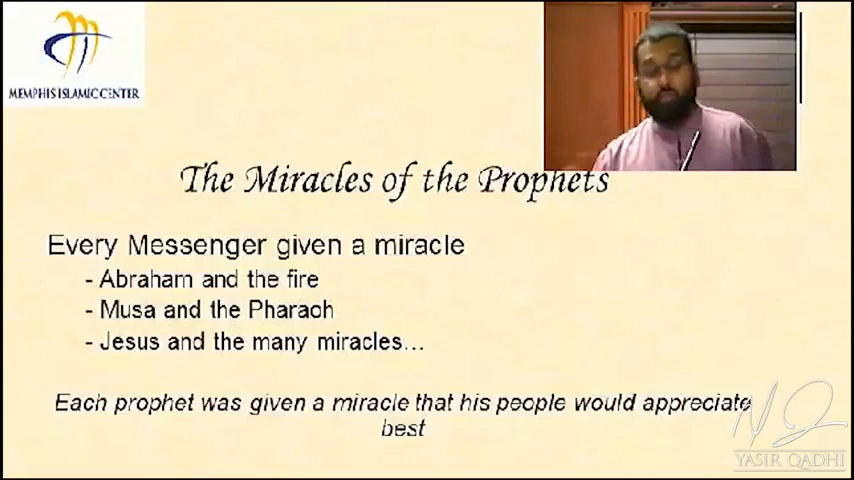 MEMPHIS ISLAMIC CENTER
The Miracles of the Prophets
Every Messenger given a miracle
- Abraham and the fire
- Musa and the Pharaoh
- Jesus and the many miracles…
Each prophet was given a miracle that his people would appreciate
best
YASIR QADHI